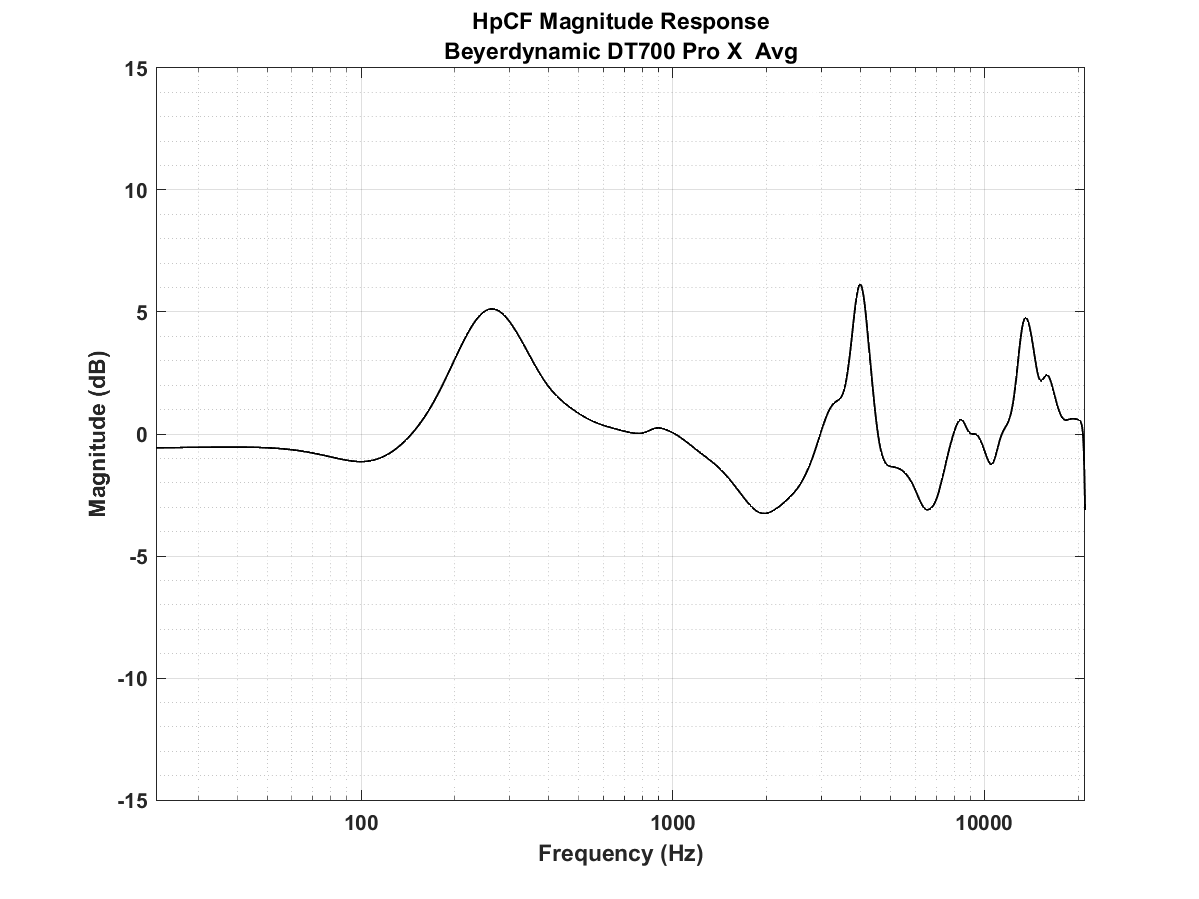 HpCF Magnitude Response
Beyerdynamic DT700 Pro X  Avg
15
10
5
0
-5
-10
-15
Magnitude (dB)
100
1000
10000
Frequency (Hz)